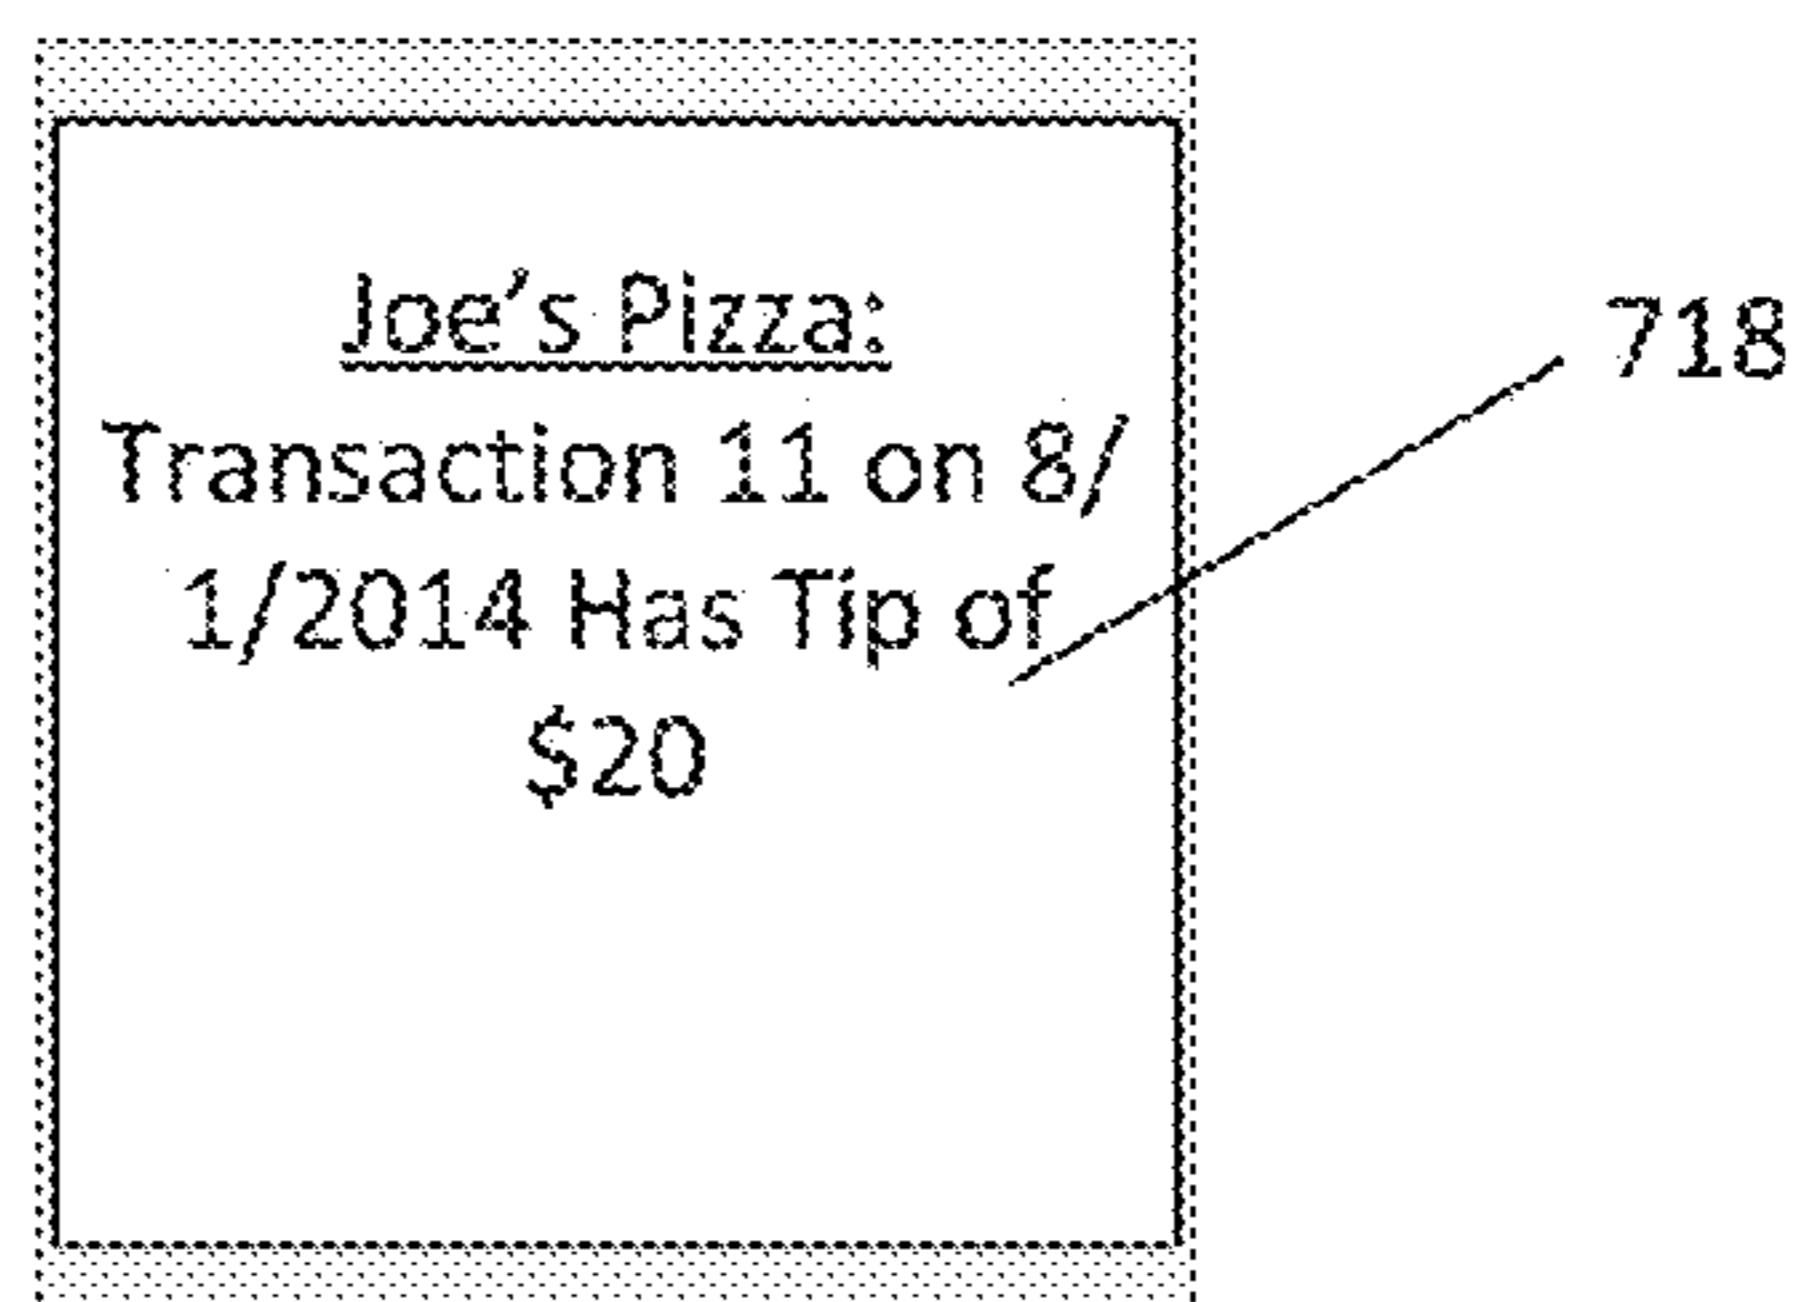 Joe's Pizza:
Transaction 11 on 8/
1/2014 Has Tip of
$20
718